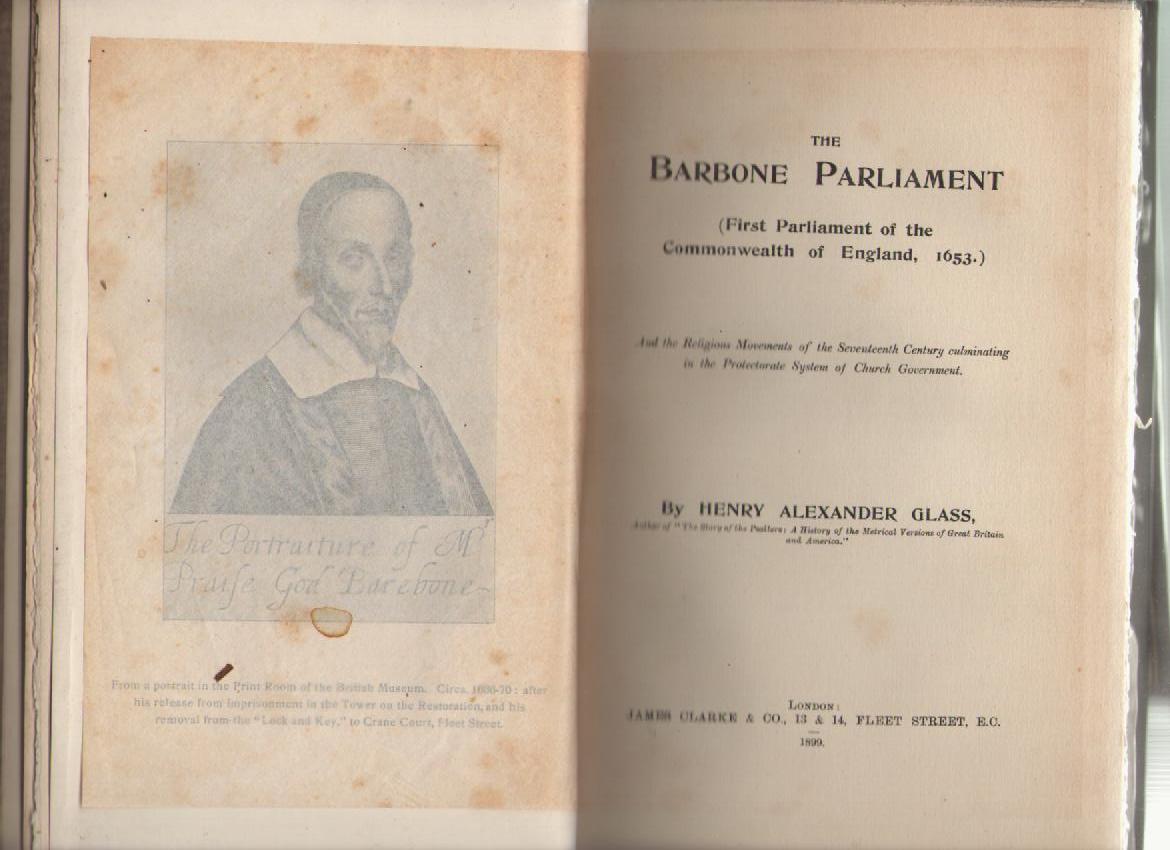 The Portraiture of Mr
Praise God Barebone~
From a portrait in the Print Room of the British Museum. Circa. 1660-70: after
his release from imprisonment in the Tower on the Restoration, and his
removal from the "Lock and Key," to Crane Court, Fleet Street.
THE
BARBONE PARLIAMENT
(First Parliament of the
Commonwealth of England, 1653.)
And the Religious Movements of the Seventeenth Century culminating
in the Protectorate System of Church Government.
By HENRY ALEXANDER GLASS,
Author of "The Story of the Psalters: A History of the Metrical Versions of Great Britain
and America."
LONDON:
JAMES CLARKE & CO., 13 & 14, FLEET STREET, E.C.
1899.